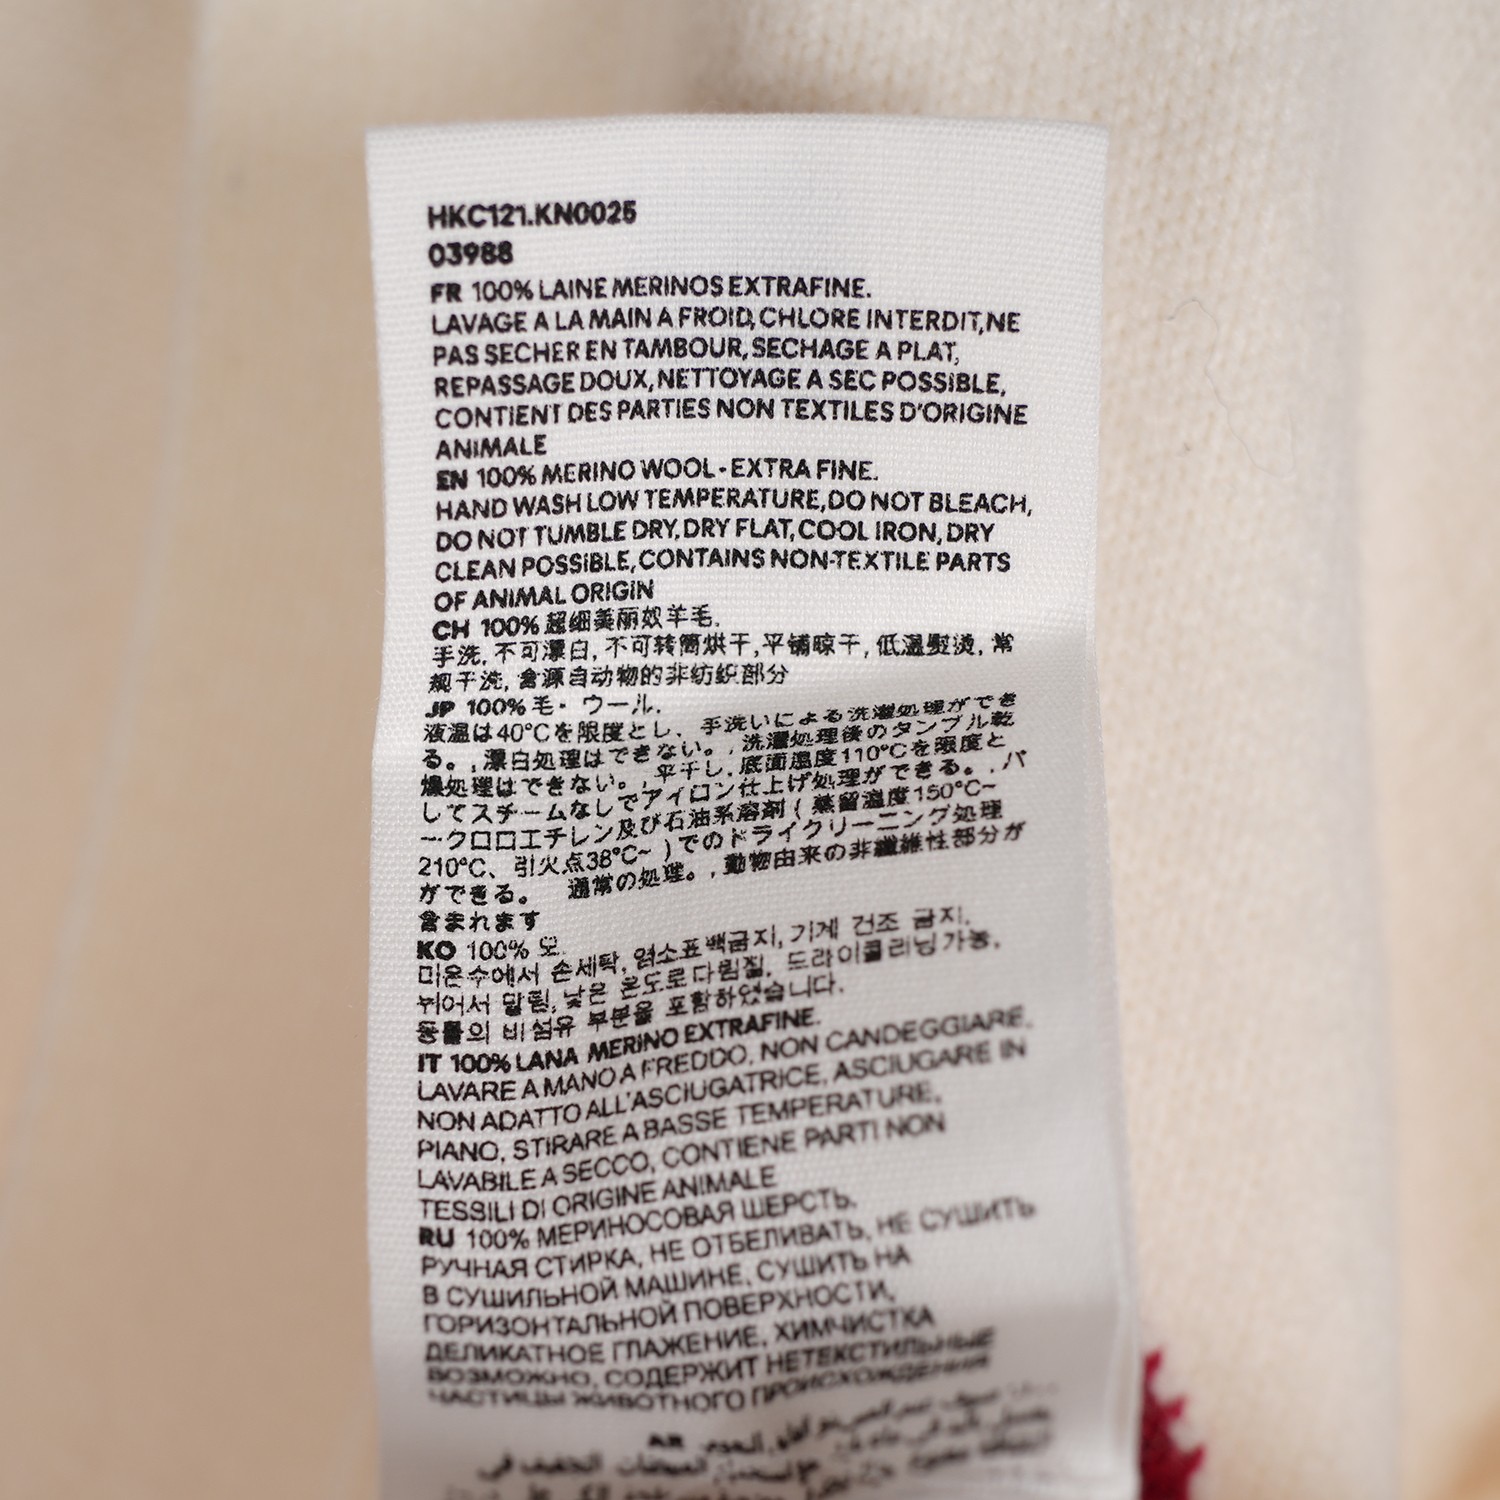 HKC121.KN0025
03988
FR 100% LAINE MERINOS EXTRAFINE.
LAVAGE A LA MAIN A FROID, CHLORE INTERDIT, NE
PAS SECHER EN TAMBOUR, SECHAGE A PLAT,
REPASSAGE DOUX, NETTOYAGE A SEC POSSIBLE,
CONTIENT DES PARTIES NON TEXTILES D'ORIGINE
ANIMALE
EN 100% MERINO WOOL - EXTRA FINE.
HAND WASH LOW TEMPERATURE, DO NOT BLEACH,
DO NOT TUMBLE DRY, DRY FLAT, COOL IRON, DRY
CLEAN POSSIBLE, CONTAINS NON-TEXTILE PARTS
OF ANIMAL ORIGIN
CH 100% 超细美丽奴羊毛.
手洗, 不可漂白, 不可转筒烘干, 平铺晾干, 低温熨烫, 常
规干洗, 含源自动物的非纺织部分
JP 100% 毛・ウール.
液温は40°Cを限度とし、手洗いによる洗濯処理ができ
る。, 漂白処理はできない。, 洗濯処理後のタンブル乾
燥処理はできない。, 平干し, 底面温度110°Cを限度と
してスチームなしでアイロン仕上げ処理ができる。, パ
ークロロエチレン及び石油系溶剤 ( 蒸留温度150°C~
210°C、引火点38°C~ ) でのドライクリーニング処理
ができる。 通常の処理。, 動物由来の非繊維性部分が
含まれます
KO 100% 모.
미온수에서 손세탁, 염소표백금지, 기계 건조 금지,
뉘어서 말림, 낮은 온도로 다림질, 드라이클리닝가능,
동물의 비섬유 부분을 포함하였습니다.
IT 100% LANA MERINO EXTRAFINE.
LAVARE A MANO A FREDDO, NON CANDEGGIARE,
NON ADATTO ALL'ASCIUGATRICE, ASCIUGARE IN
PIANO, STIRARE A BASSE TEMPERATURE,
LAVABILE A SECCO, CONTIENE PARTI NON
TESSILI DI ORIGINE ANIMALE
RU 100% МЕРИНОСОВАЯ ШЕРСТЬ.
РУЧНАЯ СТИРКА, НЕ ОТБЕЛИВАТЬ, НЕ СУШИТЬ
В СУШИЛЬНОЙ МАШИНЕ, СУШИТЬ НА
ГОРИЗОНТАЛЬНОЙ ПОВЕРХНОСТИ,
ДЕЛИКАТНОЕ ГЛАЖЕНИЕ, ХИМЧИСТКА
ВОЗМОЖНО, СОДЕРЖИТ НЕТЕКСТИЛЬНЫЕ
ЧАСТИЦЫ ЖИВОТНОГО ПРОИСХОЖДЕНИЯ
AR